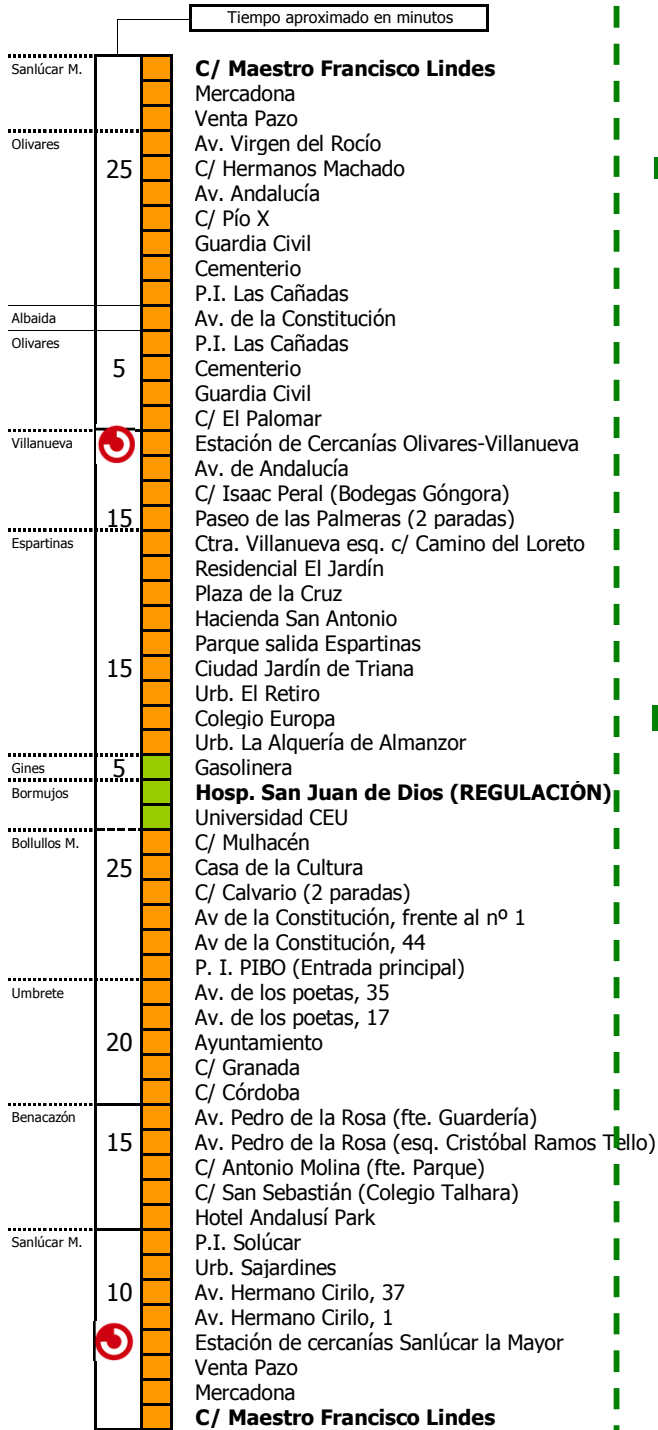 Tiempo aproximado en minutos
Sanlúcar M.
C/ Maestro Francisco Lindes
Mercadona
Venta Pazo
Olivares
Av. Virgen del Rocío
25
C/ Hermanos Machado
Av. Andalucía
C/ Pío X
Guardia Civil
Cementerio
P.I. Las Cañadas
Albaida
Av. de la Constitución
Olivares
P.I. Las Cañadas
5
Cementerio
Guardia Civil
C/ El Palomar
Villanueva
Estación de Cercanías Olivares-Villanueva
Av. de Andalucía
C/ Isaac Peral (Bodegas Góngora)
15
Paseo de las Palmeras (2 paradas)
Espartinas
Ctra. Villanueva esq. c/ Camino del Loreto
Residencial El Jardín
Plaza de la Cruz
Hacienda San Antonio
Parque salida Espartinas
15
Ciudad Jardín de Triana
Urb. El Retiro
Colegio Europa
Urb. La Alquería de Almanzor
Gines
5
Gasolinera
Bormujos
Hosp. San Juan de Dios (REGULACIÓN)
Universidad CEU
Bollullos M.
C/ Mulhacén
25
Casa de la Cultura
C/ Calvario (2 paradas)
Av de la Constitución, frente al nº 1
Av de la Constitución, 44
P. I. PIBO (Entrada principal)
Umbrete
Av. de los poetas, 35
Av. de los poetas, 17
20
Ayuntamiento
C/ Granada
C/ Córdoba
Benacazón
Av. Pedro de la Rosa (fte. Guardería)
15
Av. Pedro de la Rosa (esq. Cristóbal Ramos Tello)
C/ Antonio Molina (fte. Parque)
C/ San Sebastián (Colegio Talhara)
Hotel Andalusí Park
Sanlúcar M.
P.I. Solúcar
Urb. Sajardines
10
Av. Hermano Cirilo, 37
Av. Hermano Cirilo, 1
Estación de cercanías Sanlúcar la Mayor
Venta Pazo
Mercadona
C/ Maestro Francisco Lindes